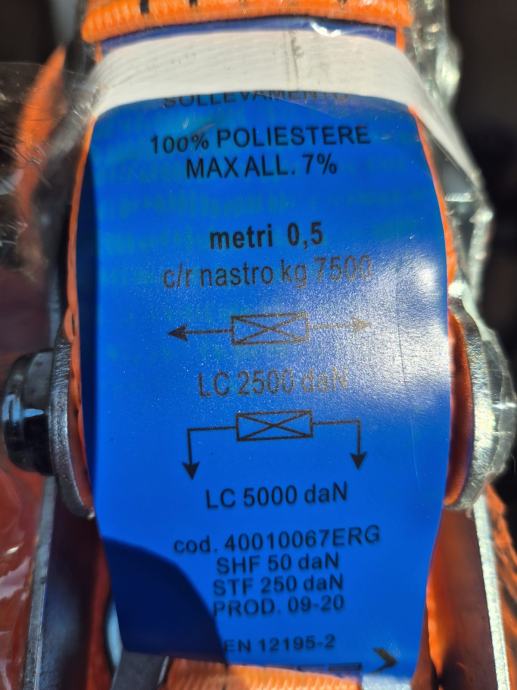 SOLLEVAMENTO
100% POLIESTERE
MAX ALL. 7%
metri 0,5
c/r nastro kg 7500
LC 2500 daN
LC 5000 daN
cod. 40010067ERG
SHF 50 daN
STF 250 daN
PROD. 09-20
EN 12195-2